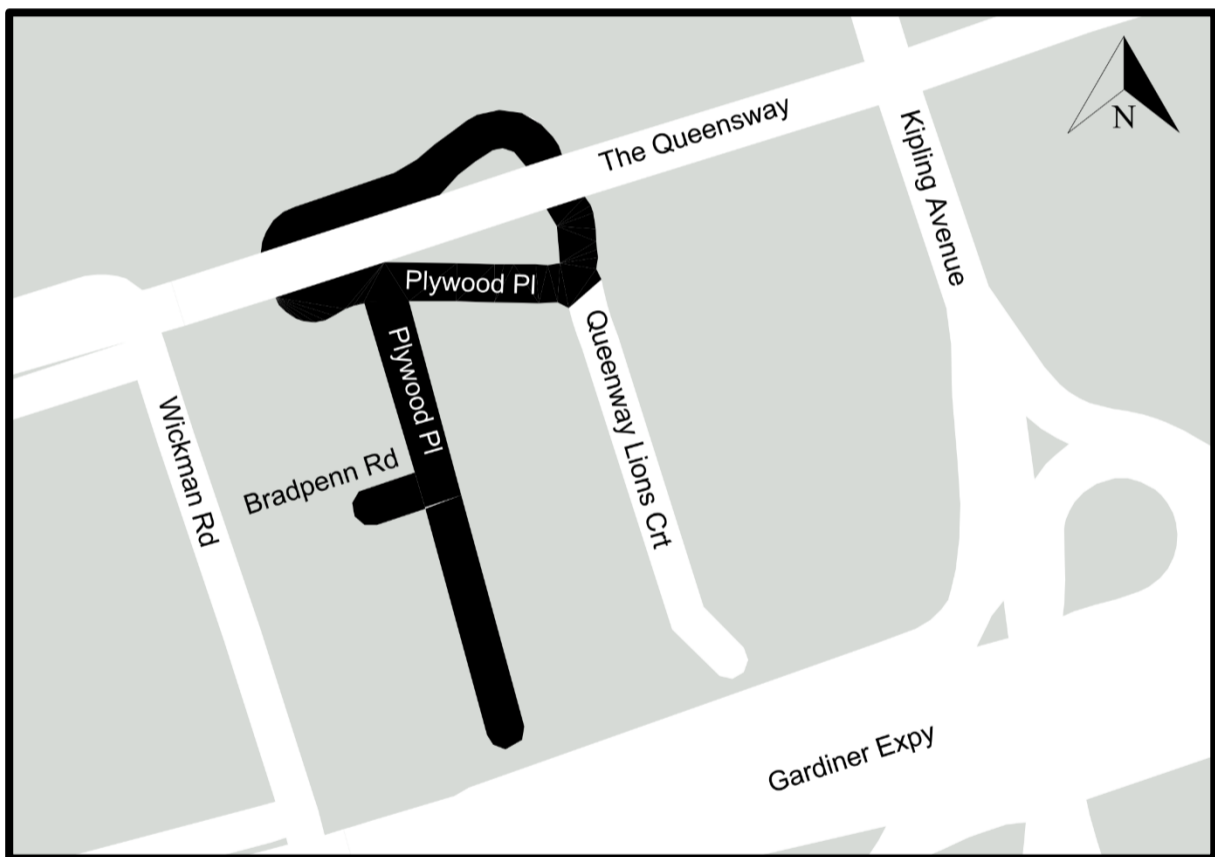 The Queensway
Kipling Avenue
N
Plywood Pl
Plywood Pl
Queenway Lions Crt
Wickman Rd
Bradpenn Rd
Gardiner Expy